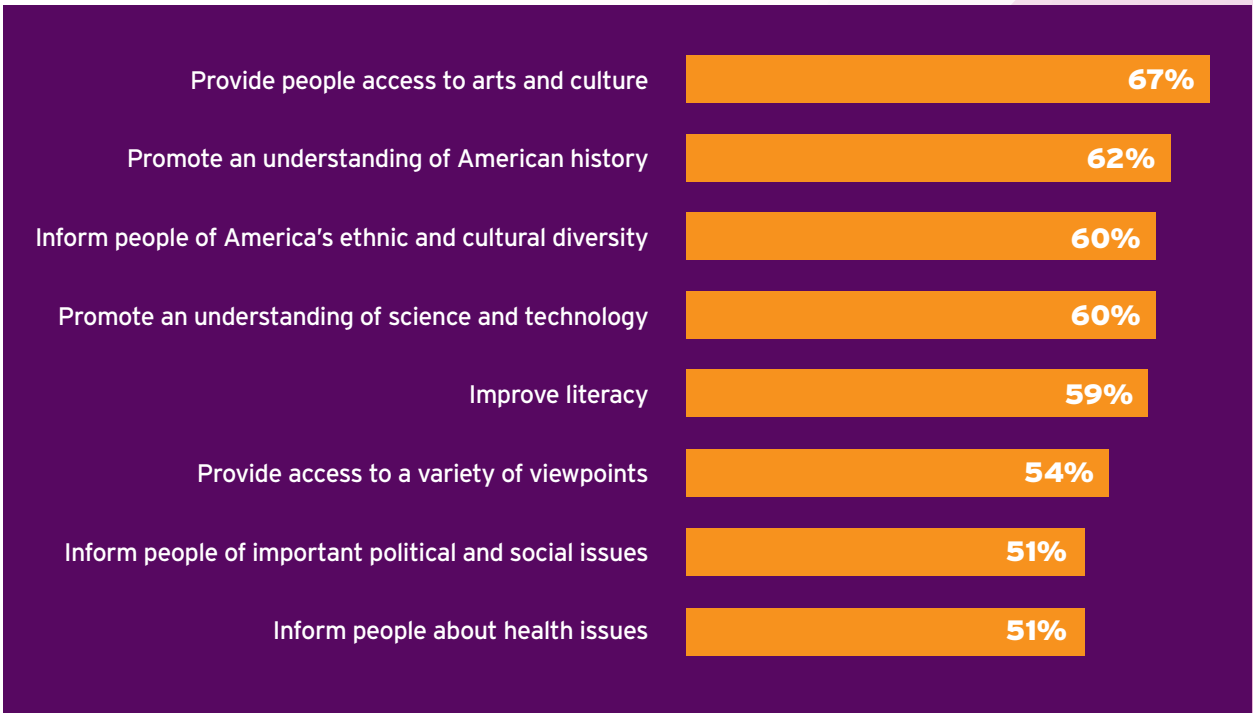 Provide people access to arts and culture 67%
Promote an understanding of American history 62%
Inform people of America's ethnic and cultural diversity 60%
Promote an understanding of science and technology 60%
Improve literacy 59%
Provide access to a variety of viewpoints 54%
Inform people of important political and social issues 51%
Inform people about health issues 51%